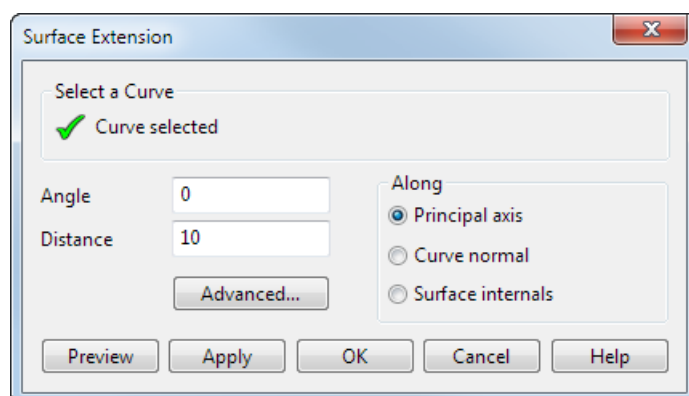 Surface Extension
Select a Curve
Curve selected
Angle
0
Distance
10
Advanced...
Along
Principal axis
Curve normal
Surface internals
Preview
Apply
OK
Cancel
Help